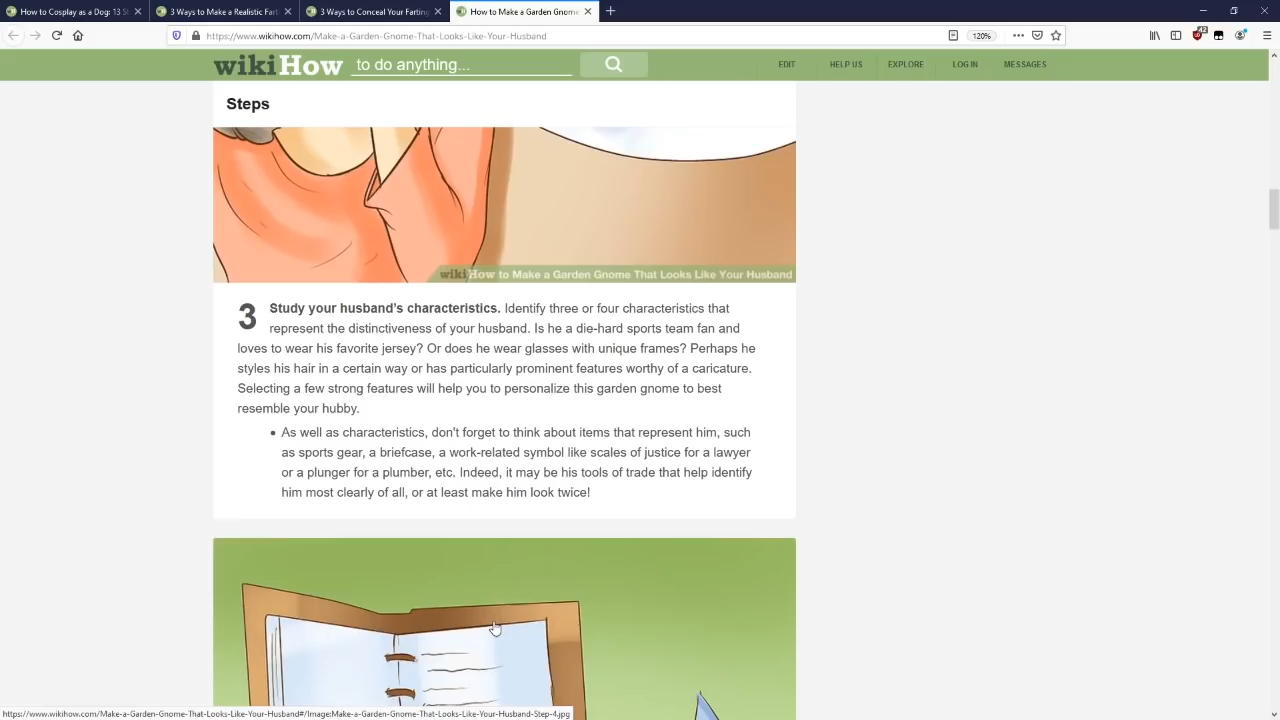 How to Cosplay as a Dog: 13 S
3 Ways to Make a Realistic Fart
3 Ways to Conceal Your Farting
How to Make a Garden Gnome
https://www.wikihow.com/Make-a-Garden-Gnome-That-Looks-Like-Your-Husband
120%
wikiHow to do anything...
EDIT
HELP US
EXPLORE
LOG IN
MESSAGES
Steps
wikiHow to Make a Garden Gnome That Looks Like Your Husband
3 Study your husband's characteristics. Identify three or four characteristics that
represent the distinctiveness of your husband. Is he a die-hard sports team fan and
loves to wear his favorite jersey? Or does he wear glasses with unique frames? Perhaps he
styles his hair in a certain way or has particularly prominent features worthy of a caricature.
Selecting a few strong features will help you to personalize this garden gnome to best
resemble your hubby.
• As well as characteristics, don't forget to think about items that represent him, such
as sports gear, a briefcase, a work-related symbol like scales of justice for a lawyer
or a plunger for a plumber, etc. Indeed, it may be his tools of trade that help identify
him most clearly of all, or at least make him look twice!
https://www.wikihow.com/Make-a-Garden-Gnome-That-Looks-Like-Your-Husband#/Image:Make-a-Garden-Gnome-That-Looks-Like-Your-Husband-Step-4.jpg